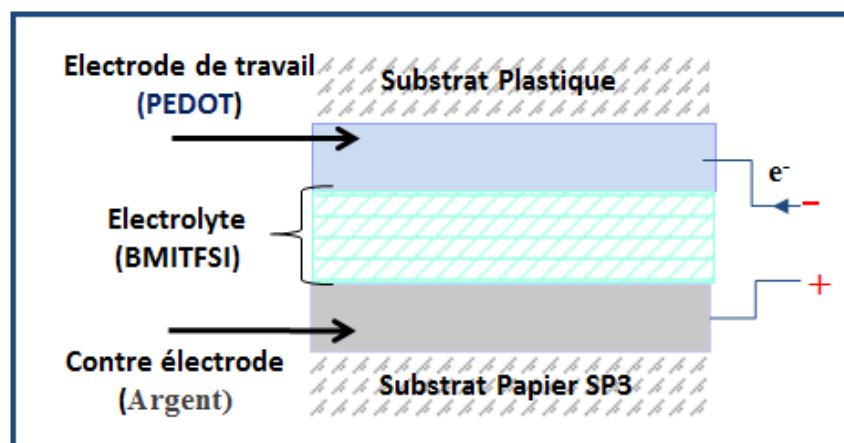 Electrode de travail
(PEDOT)
Substrat Plastique
e-
-
Electrolyte
(BMITFSI)
+
Contre électrode
(Argent)
Substrat Papier SP3